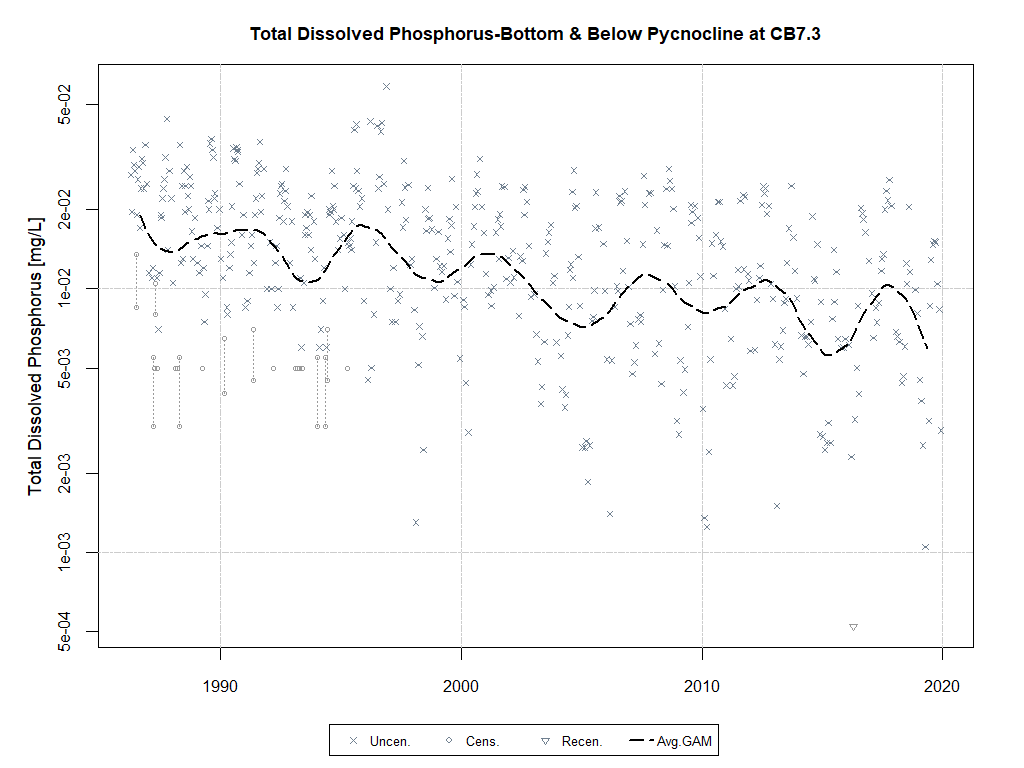 Total Dissolved Phosphorus-Bottom & Below Pycnocline at CB7.3
Total Dissolved Phosphorus [mg/L]
5e-02
2e-02
1e-02
5e-03
2e-03
1e-03
5e-04
1990 2000 2010 2020
Uncen. Cens. Recen. Avg.GAM